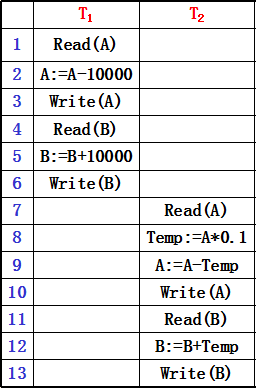 T₁ T₂
1 Read(A)
2 A:=A-10000
3 Write(A)
4 Read(B)
5 B:=B+10000
6 Write(B)
7 Read(A)
8 Temp:=A*0.1
9 A:=A-Temp
10 Write(A)
11 Read(B)
12 B:=B+Temp
13 Write(B)